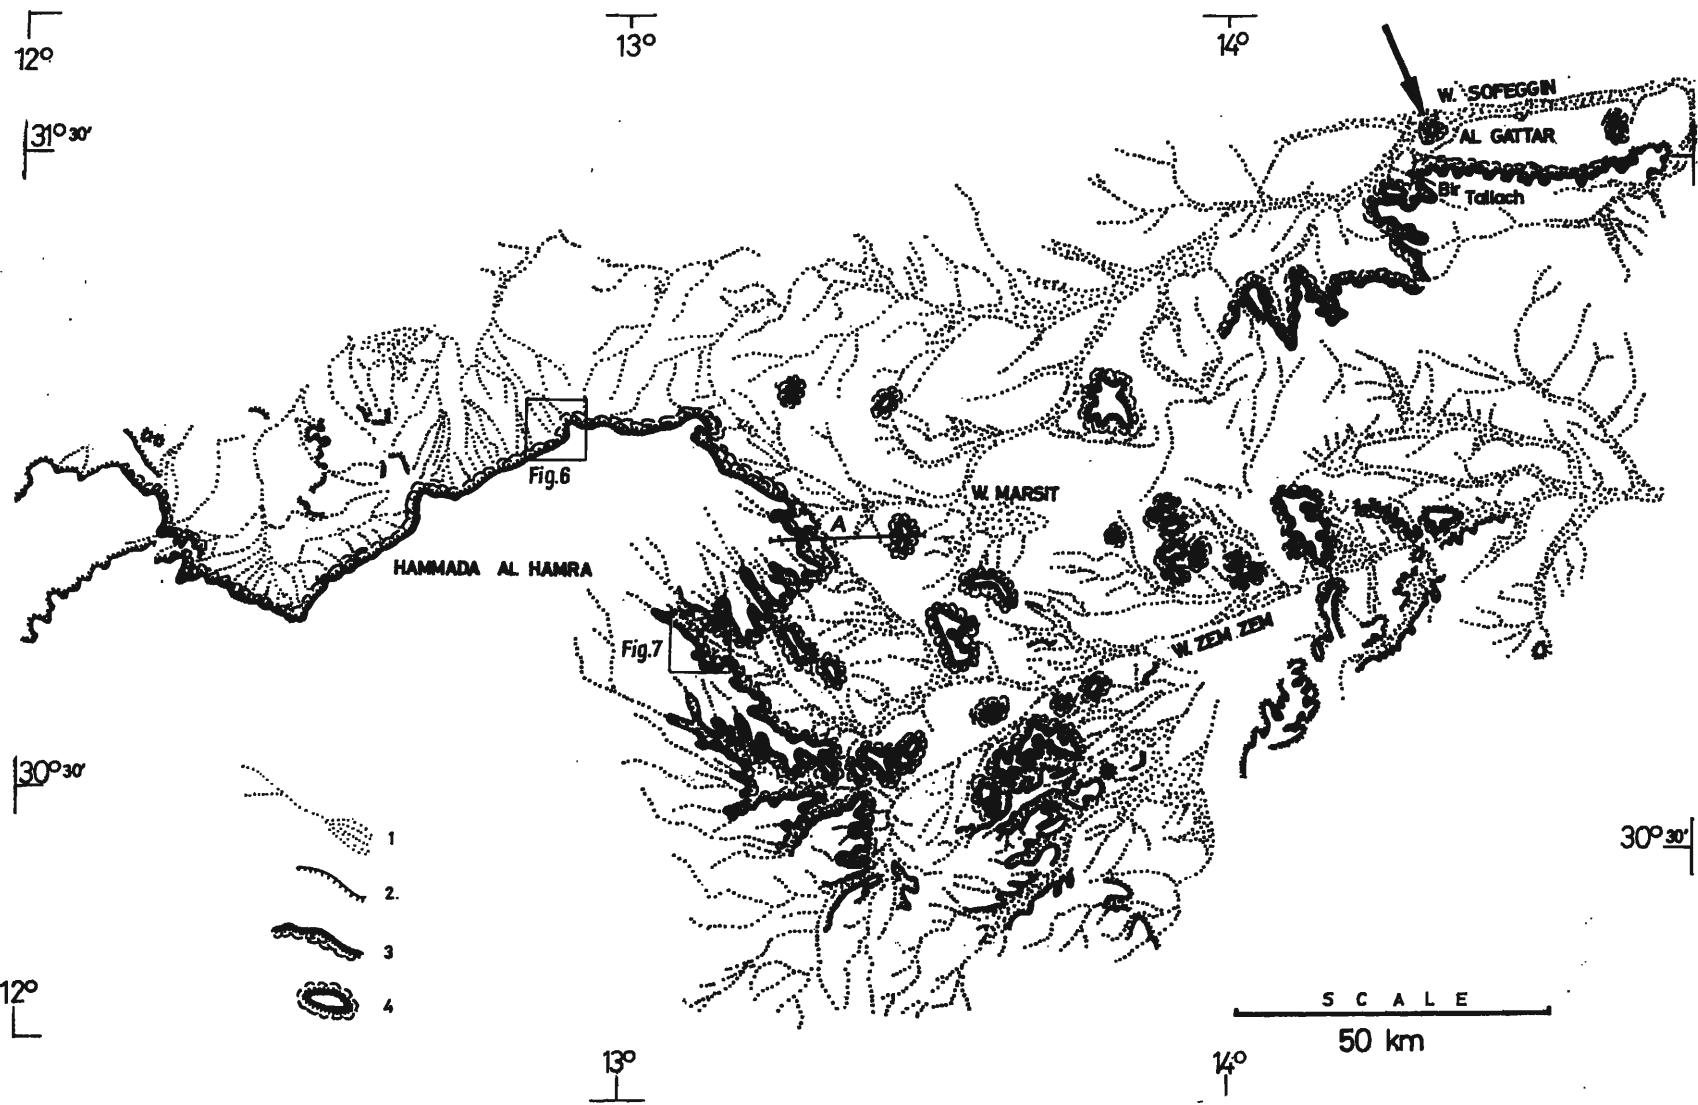 12°
13°
14°
31°30'
W. SOFEGGIN
AL GATTAR
Bir Tallach
Fig.6
W. MARSIT
A
HAMMADA AL HAMRA
Fig.7
W. ZEM ZEM
30°30'
1
2.
3
4
30°30'
12°
13°
14°
SCALE
50 km